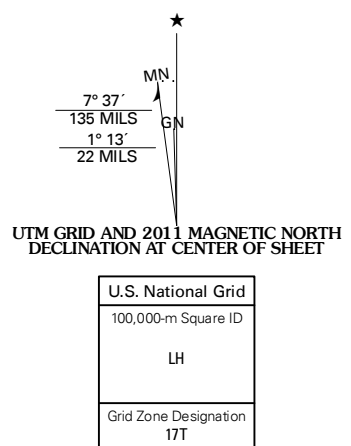 MN
7° 37´
135 MILS
GN
1° 13´
22 MILS
UTM GRID AND 2011 MAGNETIC NORTH
DECLINATION AT CENTER OF SHEET
U.S. National Grid
100,000-m Square ID
LH
Grid Zone Designation
17T